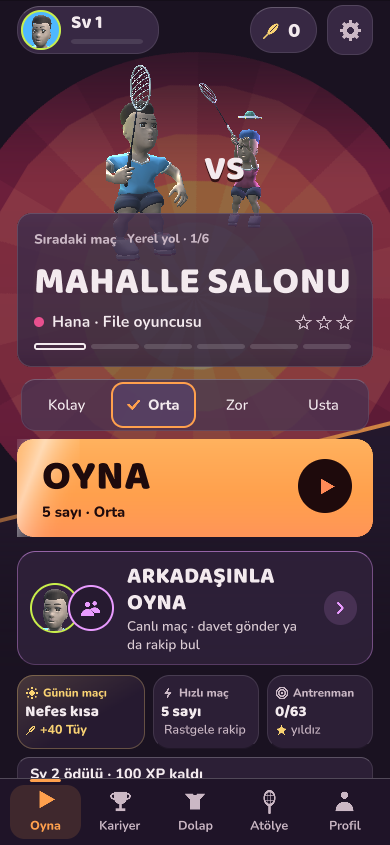 Sv 1
0
VS
Sıradaki maç Yerel yol · 1/6
MAHALLE SALONU
Hana · File oyuncusu
Kolay
Orta
Zor
Usta
OYNA
5 sayı · Orta
ARKADAŞINLA
OYNA
Canlı maç · davet gönder ya
da rakip bul
Günün maçı
Nefes kısa
+40 Tüy
Hızlı maç
5 sayı
Rastgele rakip
Antrenman
0/63
yıldız
Sv 2 ödülü · 100 XP kaldı
Oyna
Kariyer
Dolap
Atölye
Profil